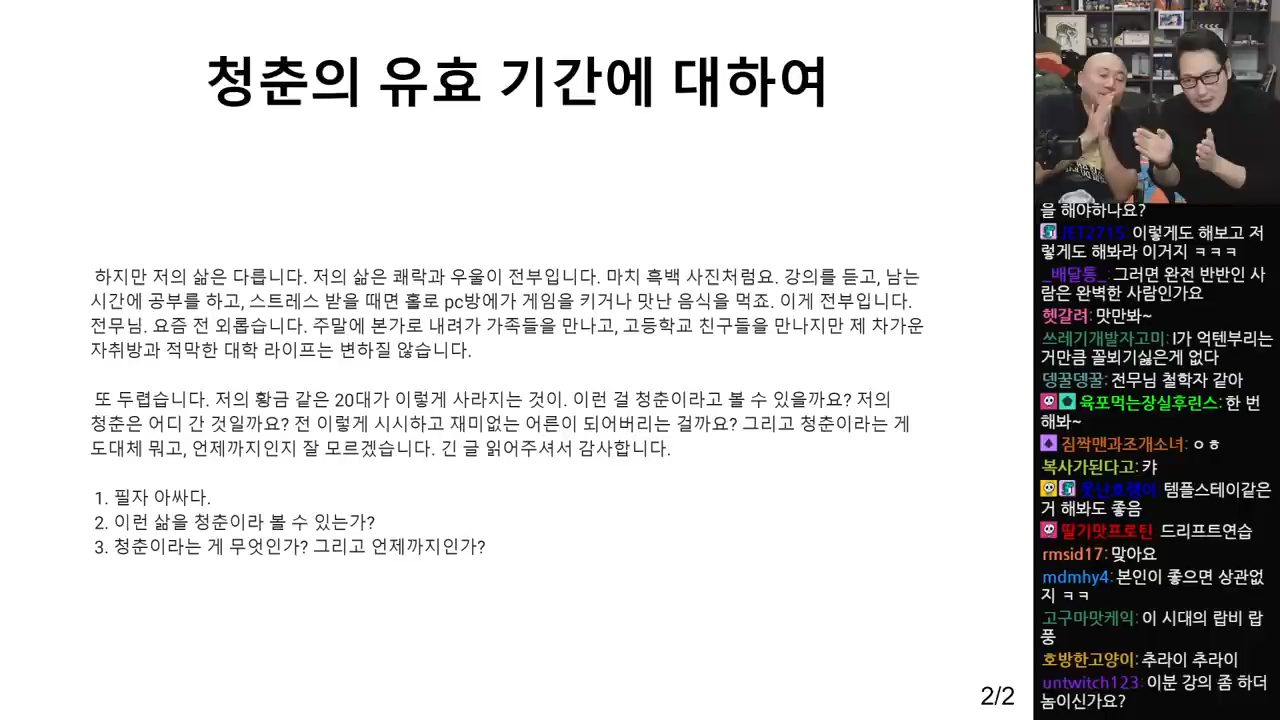 청춘의 유효 기간에 대하여
하지만 저의 삶은 다릅니다. 저의 삶은 쾌락과 우울이 전부입니다. 마치 흑백 사진처럼요. 강의를 듣고, 남는
시간에 공부를 하고, 스트레스 받을 때면 홀로 pc방에가 게임을 키거나 맛난 음식을 먹죠. 이게 전부입니다.
전무님. 요즘 전 외롭습니다. 주말에 본가로 내려가 가족들을 만나고, 고등학교 친구들을 만나지만 제 차가운
자취방과 적막한 대학 라이프는 변하질 않습니다.
또 두렵습니다. 저의 황금 같은 20대가 이렇게 사라지는 것이. 이런 걸 청춘이라고 볼 수 있을까요? 저의
청춘은 어디 간 것일까요? 전 이렇게 시시하고 재미없는 어른이 되어버리는 걸까요? 그리고 청춘이라는 게
도대체 뭐고, 언제까지인지 잘 모르겠습니다. 긴 글 읽어주셔서 감사합니다.
1. 필자 아싸다.
2. 이런 삶을 청춘이라 볼 수 있는가?
3. 청춘이라는 게 무엇인가? 그리고 언제까지인가?
2/2
을 해야하나요?
JET2715: 이렇게도 해보고 저
렇게도 해봐라 이거지 ㅋㅋㅋ
_배달통_: 그러면 완전 반반인 사
람은 완벽한 사람인가요
헷갈려: 맛만봐~
쓰레기개발자고미: I가 억텐부리는
거만큼 꼴뵈기싫은게 없다
뎅꿀뎅꿀: 전무님 철학자 같아
육포먹는장실후린스: 한 번
해봐~
짐짝맨과조개소녀: ㅇㅎ
복사가된다고: 캬
못난호랭이: 템플스테이같은
거 해봐도 좋음
딸기맛프로틴: 드리프트연습
rmsid17: 맞아요
mdmhy4: 본인이 좋으면 상관없
지 ㅋㅋ
고구마맛케익: 이 시대의 랍비 랍
풍
호방한고양이: 추라이 추라이
untwitch123: 이분 강의 좀 하더
놈이신가요?